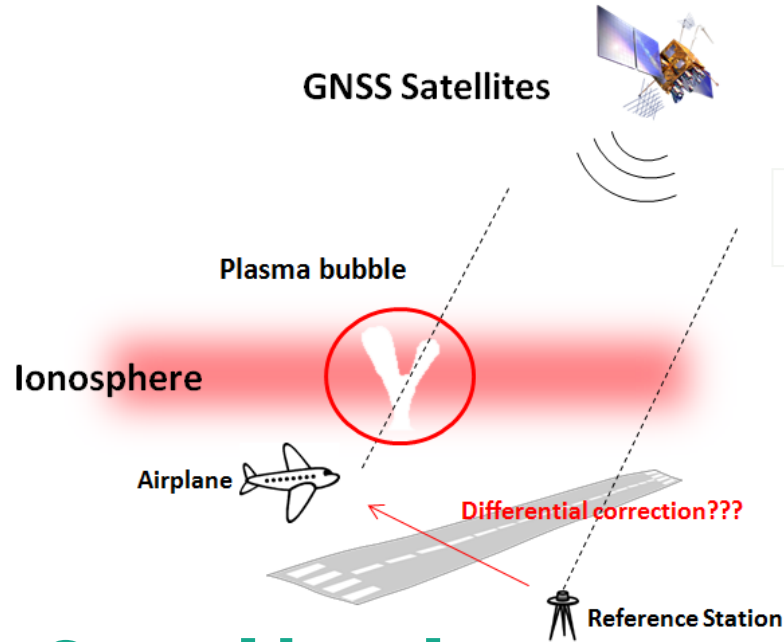 GNSS Satellites
Plasma bubble
Ionosphere
Airplane
Differential correction???
Reference Station